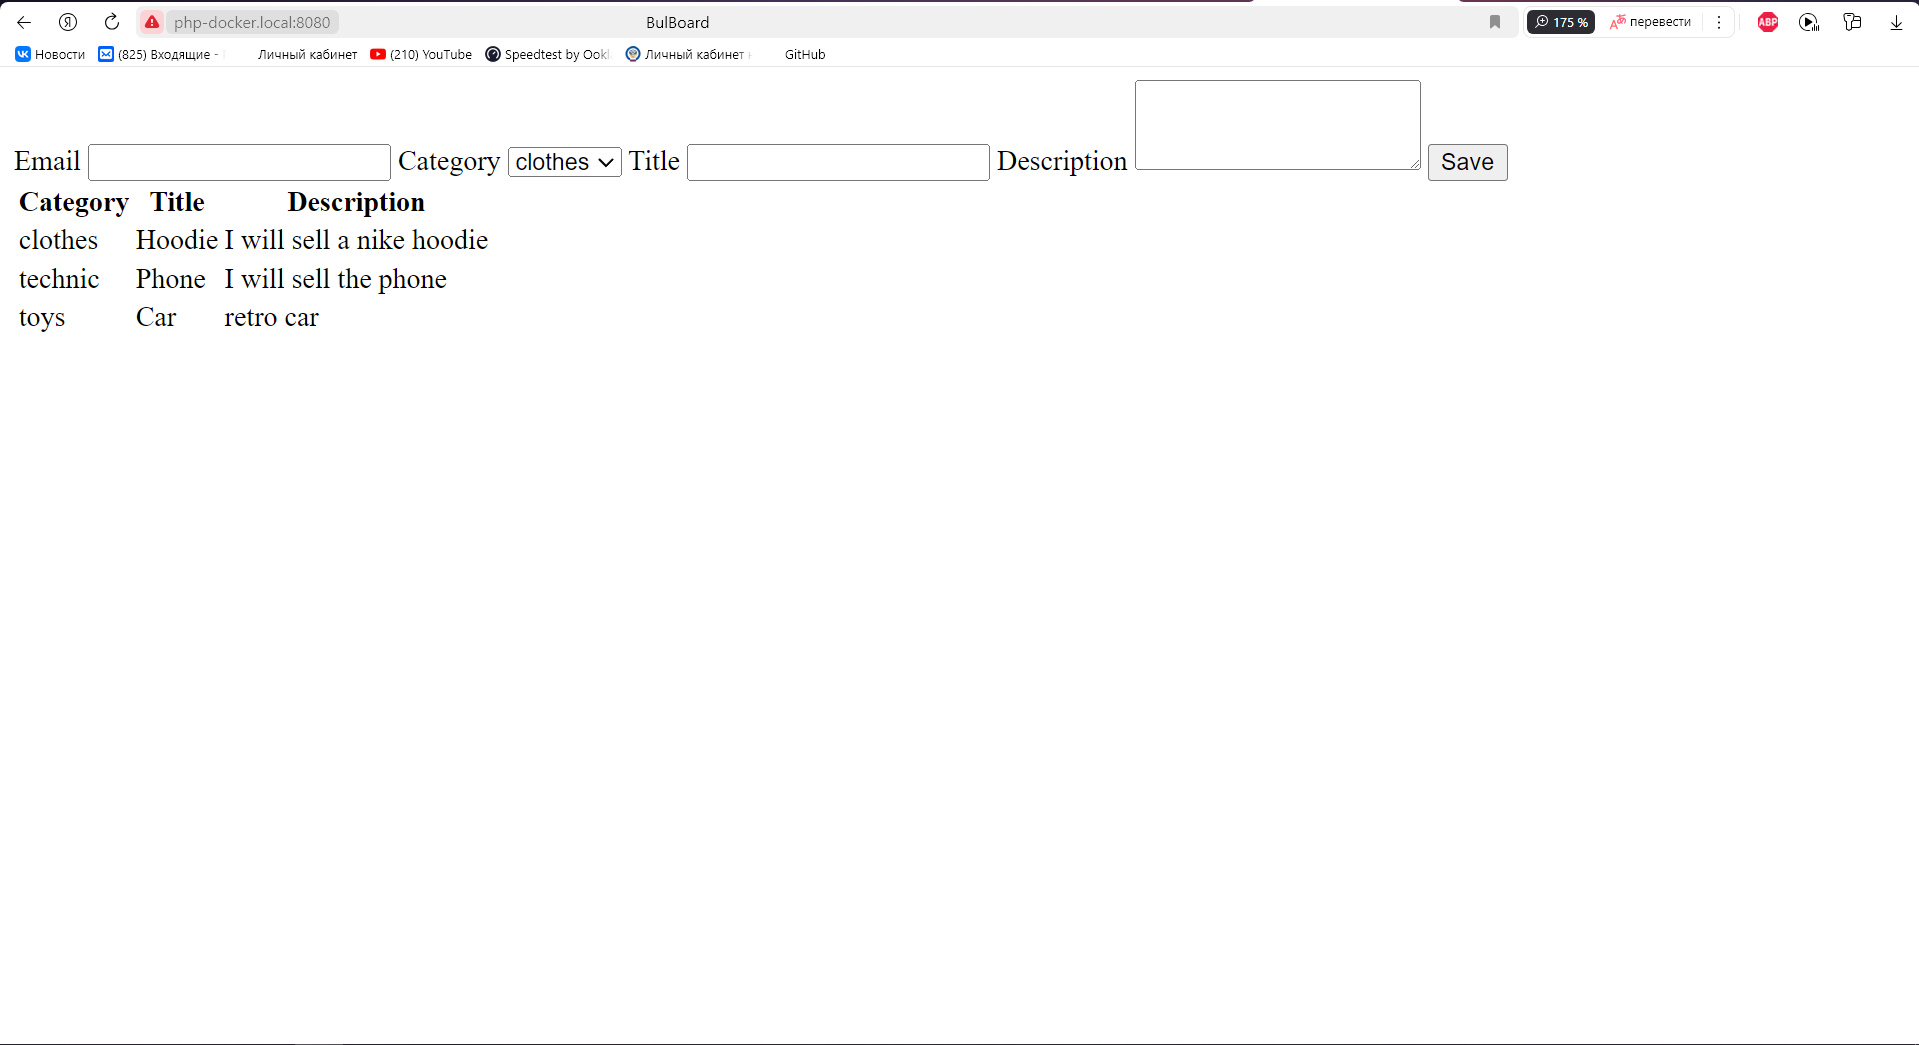 php-docker.local:8080 BulBoard 175 % перевести ABP
Новости (825) Входящие - Личный кабинет (210) YouTube Speedtest by Ookl Личный кабинет GitHub
Email Category clothes Title Description Save
Category Title Description
clothes Hoodie I will sell a nike hoodie
technic Phone I will sell the phone
toys Car retro car